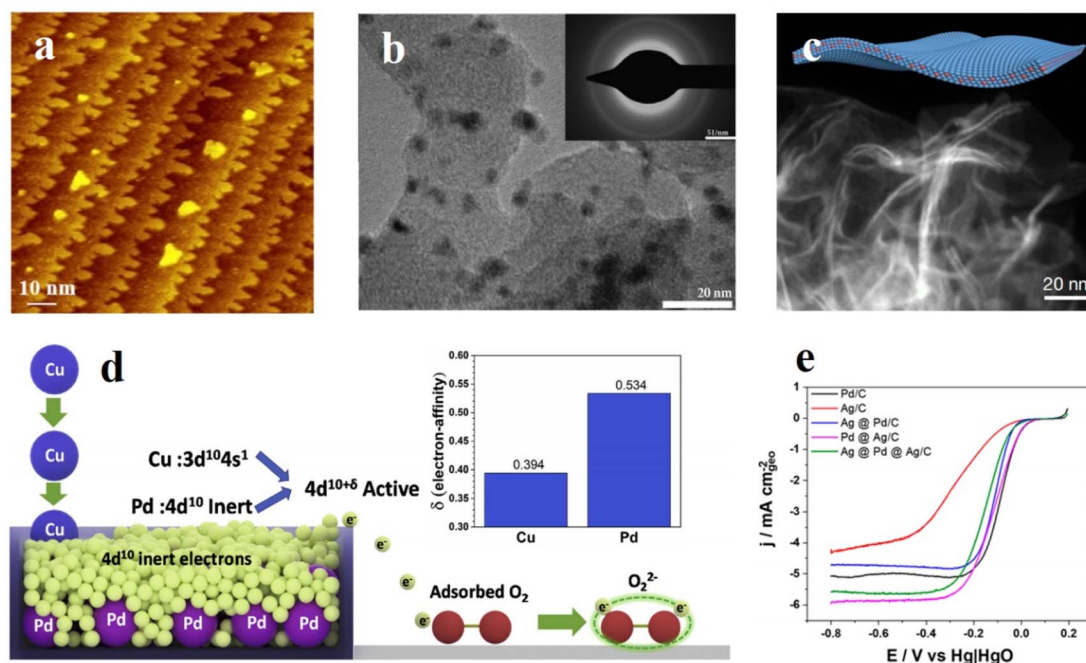 a
10 nm
b
51/nm
20 nm
c
20 nm
d
Cu
Cu
Cu
Cu :3d¹⁰4s¹
Pd :4d¹⁰ Inert
4d¹⁰⁺ᵟ Active
4d¹⁰ inert electrons
Pd
Pd
Pd
Pd
Pd
e⁻
e⁻
e⁻
e⁻
Adsorbed O₂
O₂²⁻
e⁻
e⁻
δ (electron-affinity)
0.60
0.55
0.50
0.45
0.40
0.35
0.30
0.394
0.534
Cu
Pd
e
Pd/C
Ag/C
Ag @ Pd/C
Pd @ Ag/C
Ag @ Pd @ Ag/C
j / mA cm⁻²geo
1
0
-1
-2
-3
-4
-5
-6
-0.8
-0.6
-0.4
-0.2
0.0
0.2
E / V vs Hg|HgO